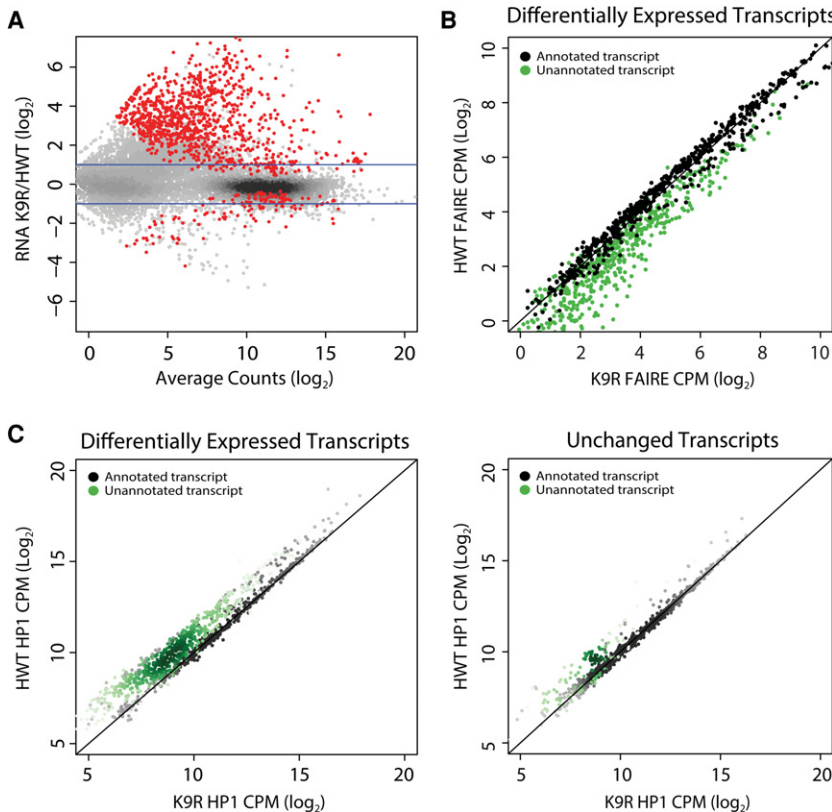 A
RNA K9R/HWT (log2)
6
4
2
0
−2
−4
−6
0 5 10 15 20
Average Counts (log2)
B
Differentially Expressed Transcripts
Annotated transcript
Unannotated transcript
HWT FAIRE CPM (Log2)
10
8
6
4
2
0
0 2 4 6 8 10
K9R FAIRE CPM (log2)
C
Differentially Expressed Transcripts
Annotated transcript
Unannotated transcript
HWT HP1 CPM (Log2)
20
15
10
5
5 10 15 20
K9R HP1 CPM (log2)
Unchanged Transcripts
Annotated transcript
Unannotated transcript
HWT HP1 CPM (Log2)
20
15
10
5
5 10 15 20
K9R HP1 CPM (log2)